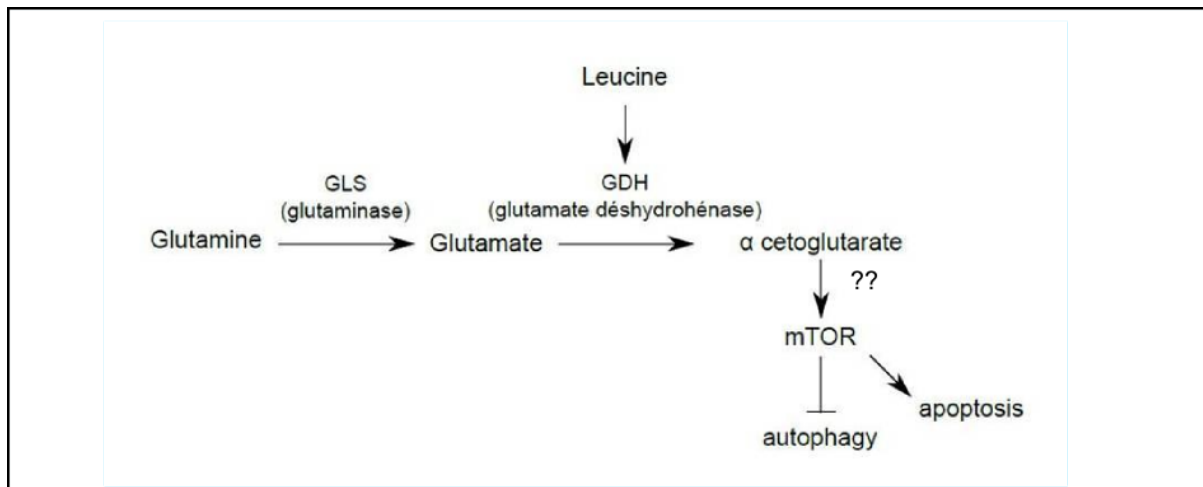 Leucine
GLS
(glutaminase)
GDH
(glutamate déshydrohénase)
Glutamine
Glutamate
α cetoglutarate
??
mTOR
apoptosis
autophagy